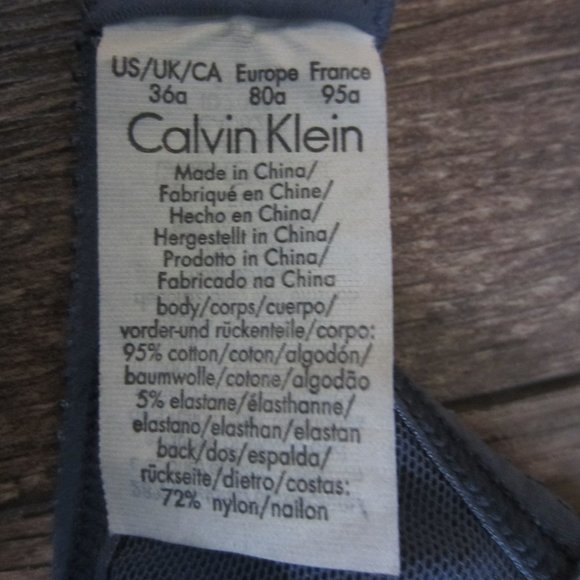 US/UK/CA Europe France
36a 80a 95a
Calvin Klein
Made in China/
Fabriqué en Chine/
Hecho en China/
Hergestellt in China/
Prodotto in China/
Fabricado na China
body/corps/cuerpo/
vorder-und rückenteile/corpo:
95% cotton/coton/algodón/
baumwolle/cotone/algodão
5% elastane/élasthanne/
elastano/elasthan/elastan
back/dos/espalda/
rückseite/dietro/costas:
72% nylon/nailon